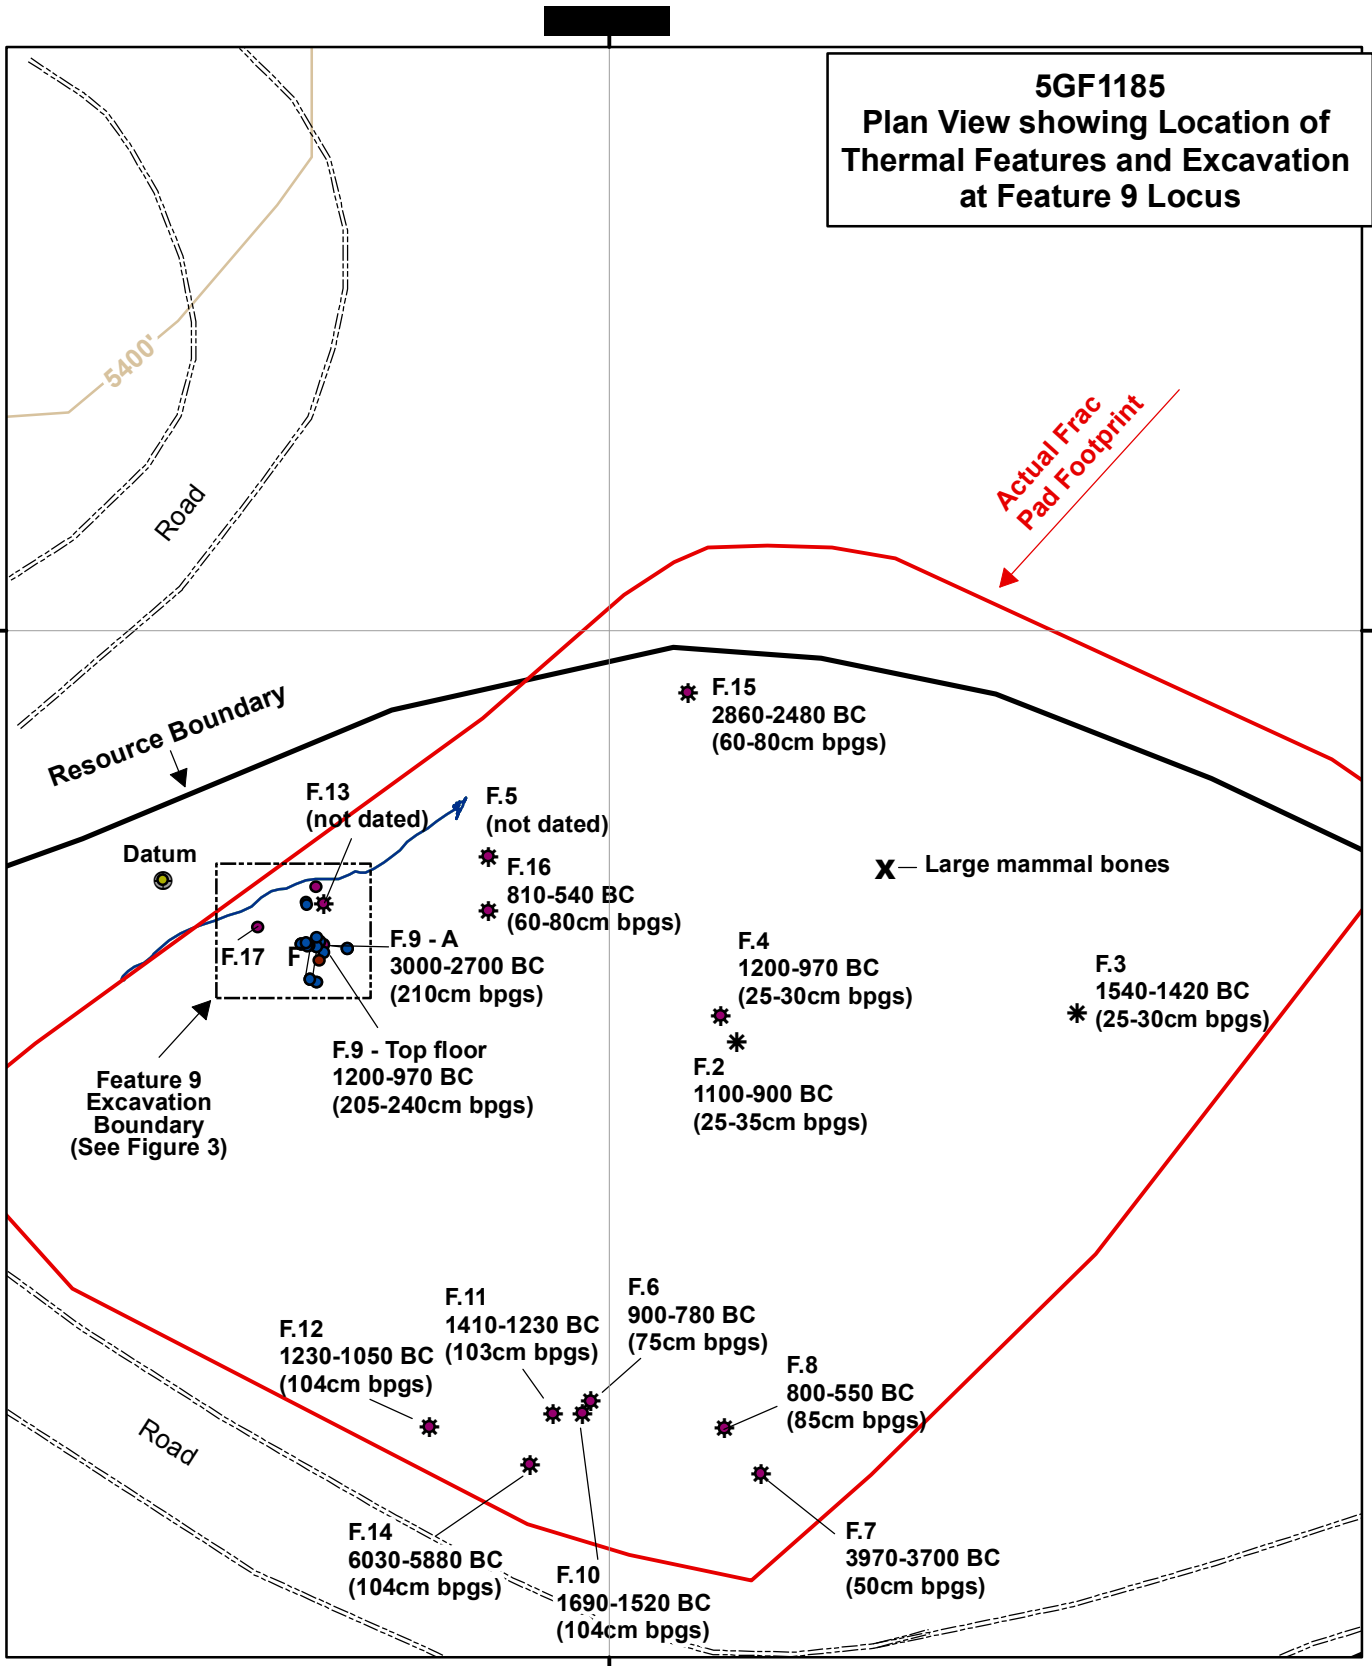 5GF1185
Plan View showing Location of
Thermal Features and Excavation
at Feature 9 Locus
5400'
Actual Frac
Pad Footprint
Road
Resource Boundary
F.15
2860-2480 BC
(60-80cm bpgs)
F.13
(not dated)
F.5
(not dated)
Datum
F.16
810-540 BC
(60-80cm bpgs)
X
Large mammal bones
F.17
F
F.9 - A
3000-2700 BC
(210cm bpgs)
F.4
1200-970 BC
(25-30cm bpgs)
F.3
1540-1420 BC
(25-30cm bpgs)
F.9 - Top floor
1200-970 BC
(205-240cm bpgs)
F.2
1100-900 BC
(25-35cm bpgs)
Feature 9
Excavation
Boundary
(See Figure 3)
F.6
900-780 BC
(75cm bpgs)
F.11
1410-1230 BC
(103cm bpgs)
F.12
1230-1050 BC
(104cm bpgs)
F.8
800-550 BC
(85cm bpgs)
Road
F.14
6030-5880 BC
(104cm bpgs)
F.10
1690-1520 BC
(104cm bpgs)
F.7
3970-3700 BC
(50cm bpgs)